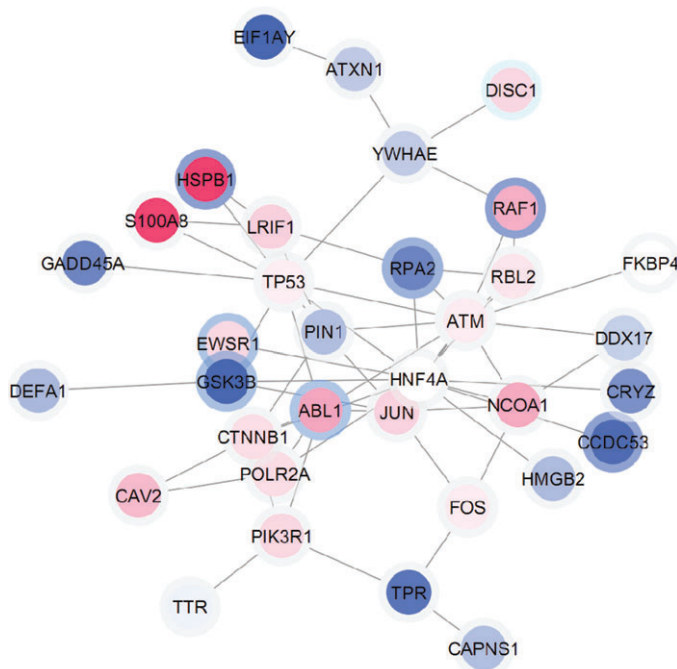 EIF1AY
ATXN1
DISC1
YWHAE
HSPB1
RAF1
S100A8
LRIF1
GADD45A
RPA2
RBL2
FKBP4
TP53
ATM
PIN1
EWSR1
DDX17
DEFA1
GSK3B
HNF4A
CRYZ
ABL1
JUN
NCOA1
CTNNB1
CCDC53
POLR2A
HMGB2
CAV2
FOS
PIK3R1
TPR
TTR
CAPNS1